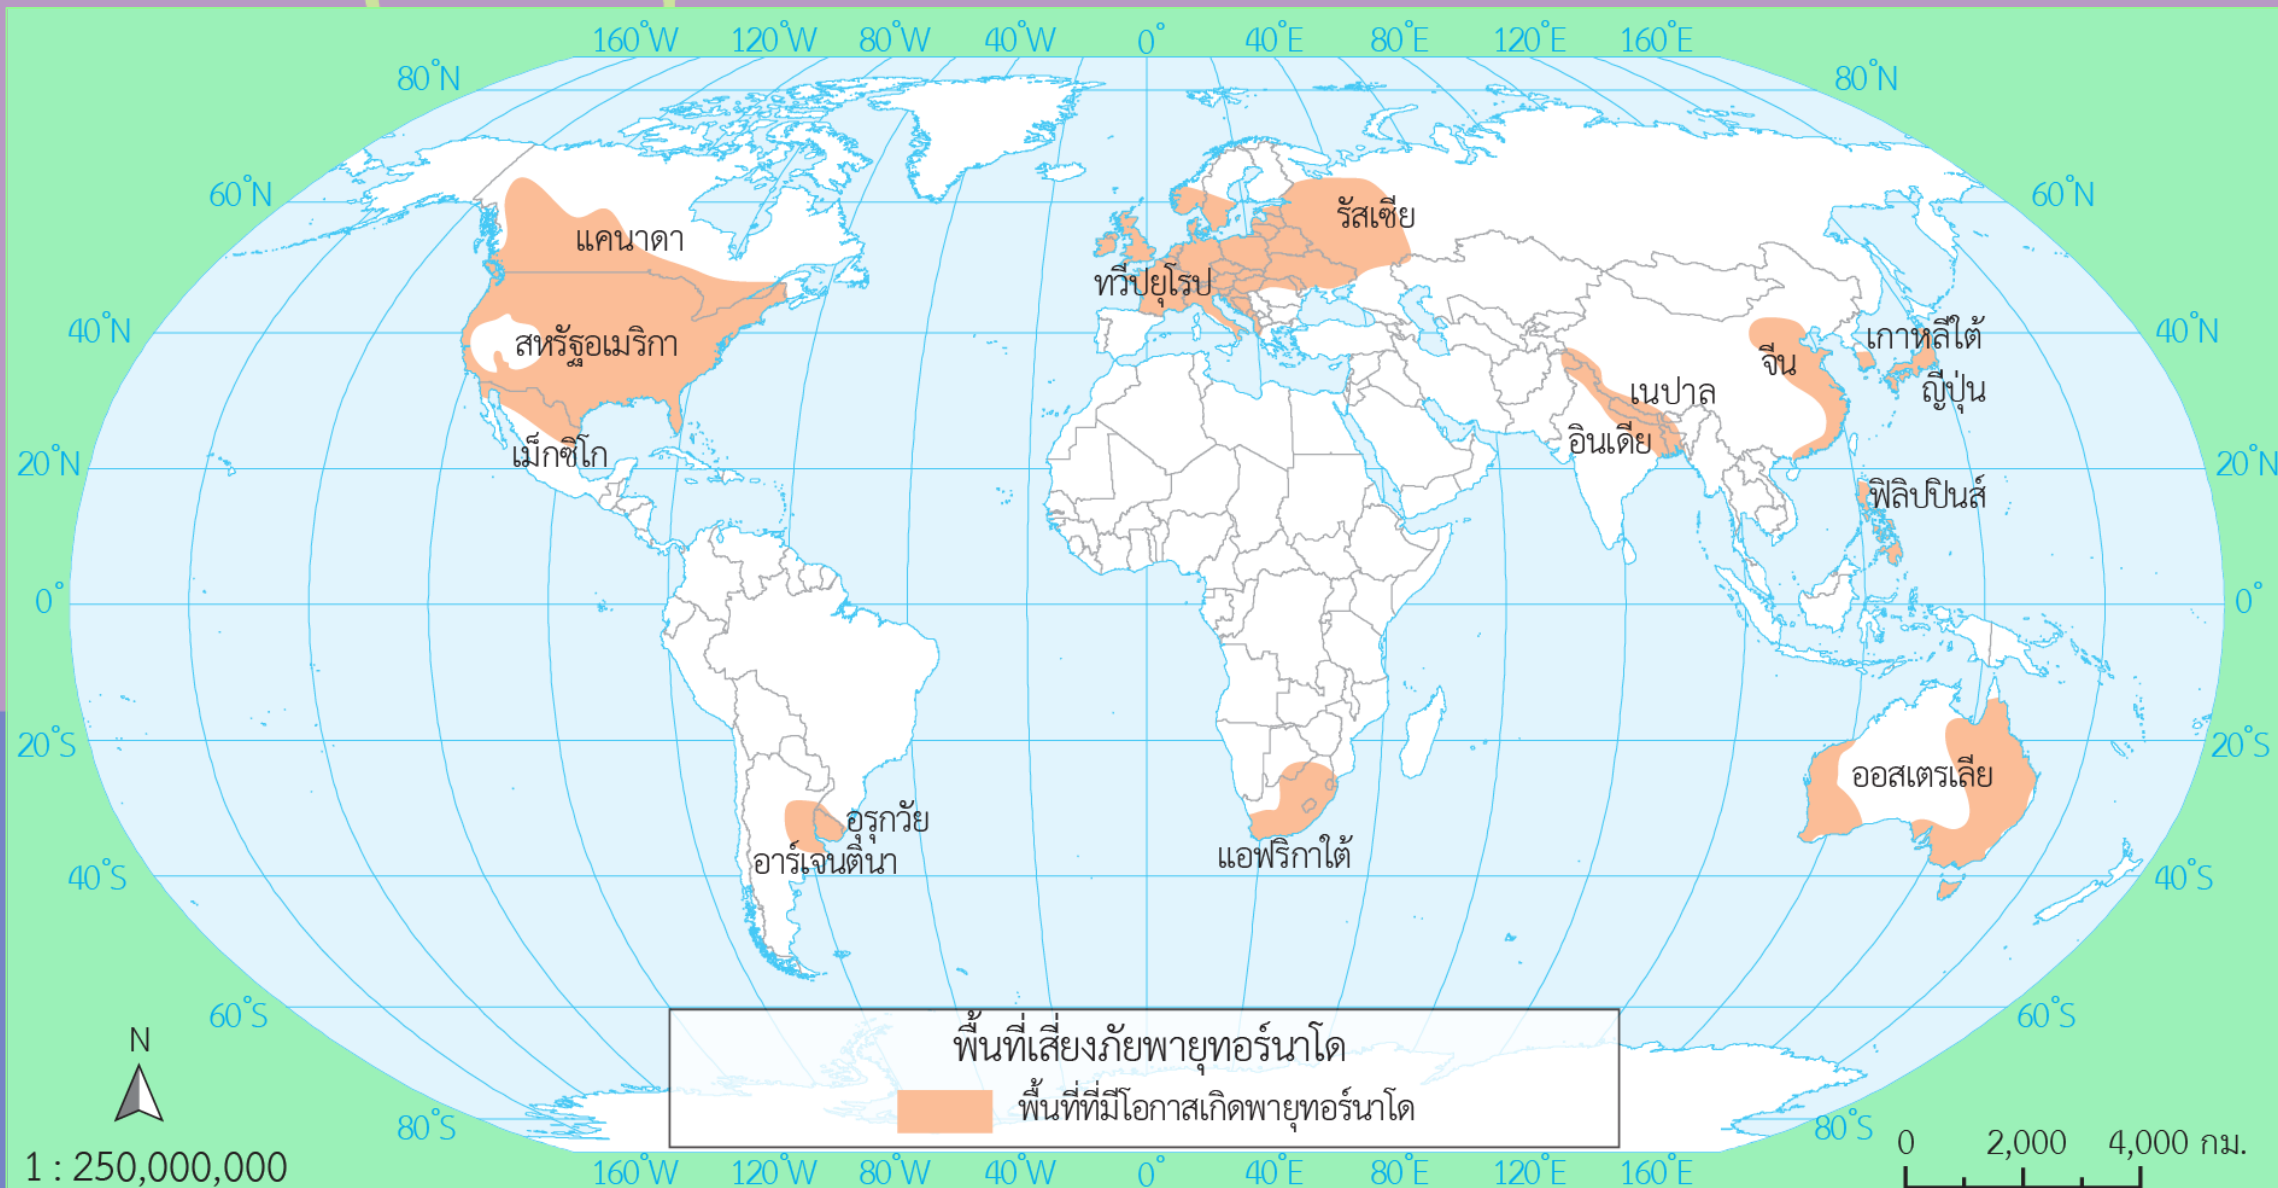 160°W 120°W 80°W 40°W 0° 40°E 80°E 120°E 160°E
80°N 80°N
60°N 60°N
แคนาดา
รัสเซีย
ทวีปยุโรป
40°N 40°N
สหรัฐอเมริกา
เกาหลีใต้
จีน
ญี่ปุ่น
เนปาล
อินเดีย
เม็กซิโก
20°N 20°N
ฟิลิปปินส์
0° 0°
20°S 20°S
ออสเตรเลีย
อุรุกวัย
อาร์เจนตินา
แอฟริกาใต้
40°S 40°S
60°S 60°S
N
พื้นที่เสี่ยงภัยพายุทอร์นาโด
พื้นที่ที่มีโอกาสเกิดพายุทอร์นาโด
80°S 80°S
0 2,000 4,000 กม.
1 : 250,000,000
160°W 120°W 80°W 40°W 0° 40°E 80°E 120°E 160°E